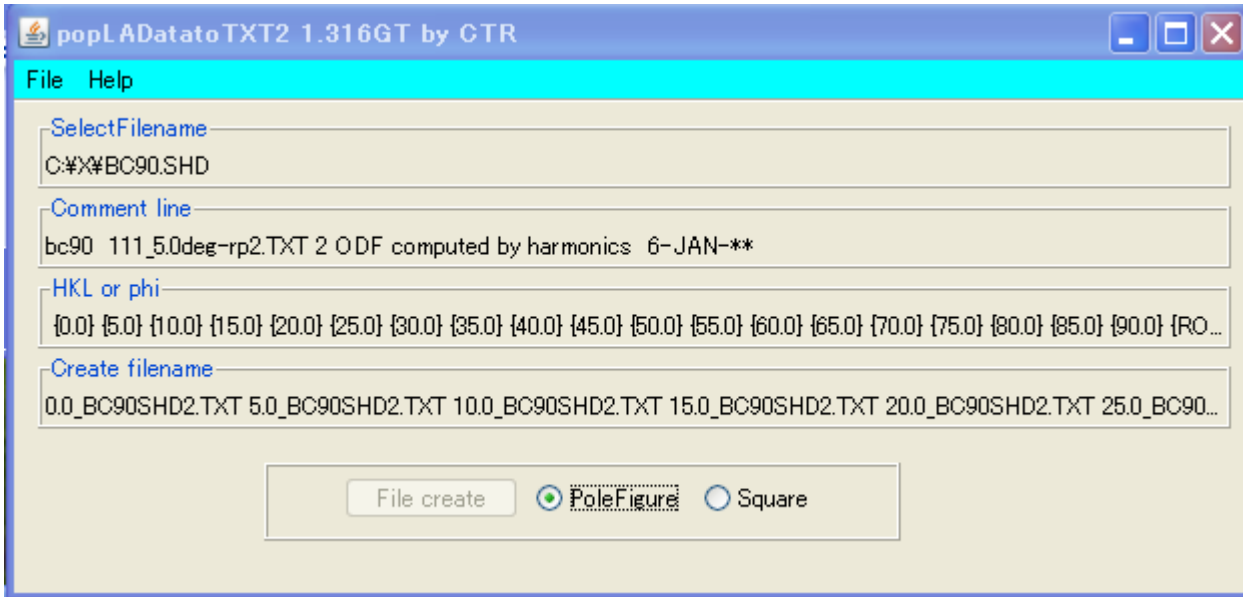 popLADatatoTXT2 1.316GT by CTR
File Help
SelectFilename
C:¥X¥BC90.SHD
Comment line
bc90 111_5.0deg-rp2.TXT 2 ODF computed by harmonics 6-JAN-**
HKL or phi
{0.0} {5.0} {10.0} {15.0} {20.0} {25.0} {30.0} {35.0} {40.0} {45.0} {50.0} {55.0} {60.0} {65.0} {70.0} {75.0} {80.0} {85.0} {90.0} {RO...
Create filename
0.0_BC90SHD2.TXT 5.0_BC90SHD2.TXT 10.0_BC90SHD2.TXT 15.0_BC90SHD2.TXT 20.0_BC90SHD2.TXT 25.0_BC90...
File create PoleFigure Square